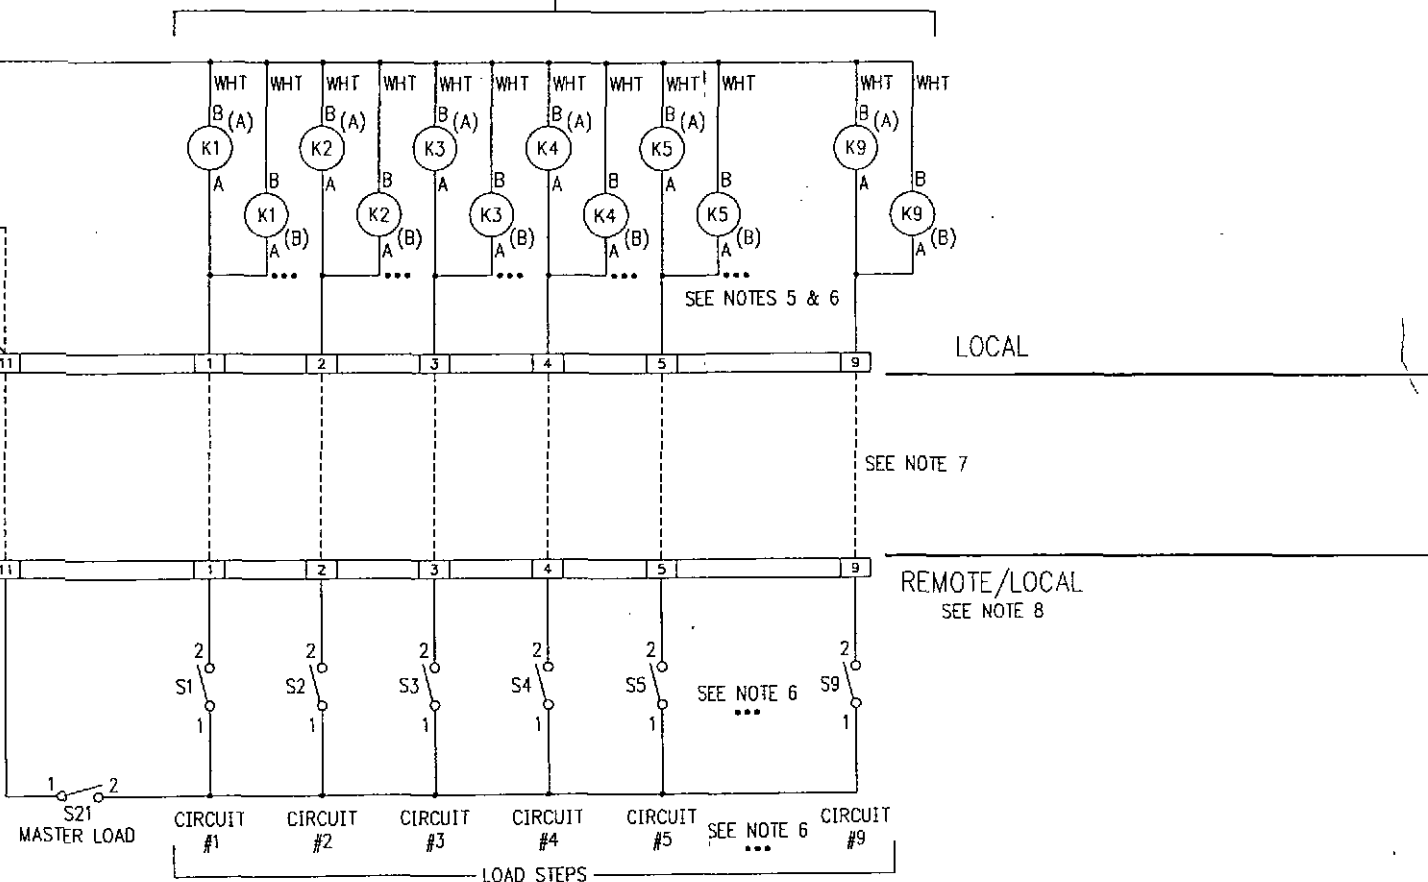 WHT WHT WHT WHT WHT WHT WHT WHT WHT WHT WHT WHT
B (A) B (A) B (A) B (A) B (A) B (A)
K1 K2 K3 K4 K5 K9
A A A A A A
B B B B B B
K1 K2 K3 K4 K5 K9
A (B) A (B) A (B) A (B) A (B) A (B)
SEE NOTES 5 & 6
LOCAL
11 1 2 3 4 5 9
SEE NOTE 7
11 1 2 3 4 5 9
REMOTE/LOCAL
SEE NOTE 8
2 2 2 2 2 2
S1 S2 S3 S4 S5 SEE NOTE 6 S9
1 1 1 1 1 1
1 2
S21
MASTER LOAD
CIRCUIT #1
CIRCUIT #2
CIRCUIT #3
CIRCUIT #4
CIRCUIT #5
SEE NOTE 6
CIRCUIT #9
LOAD STEPS